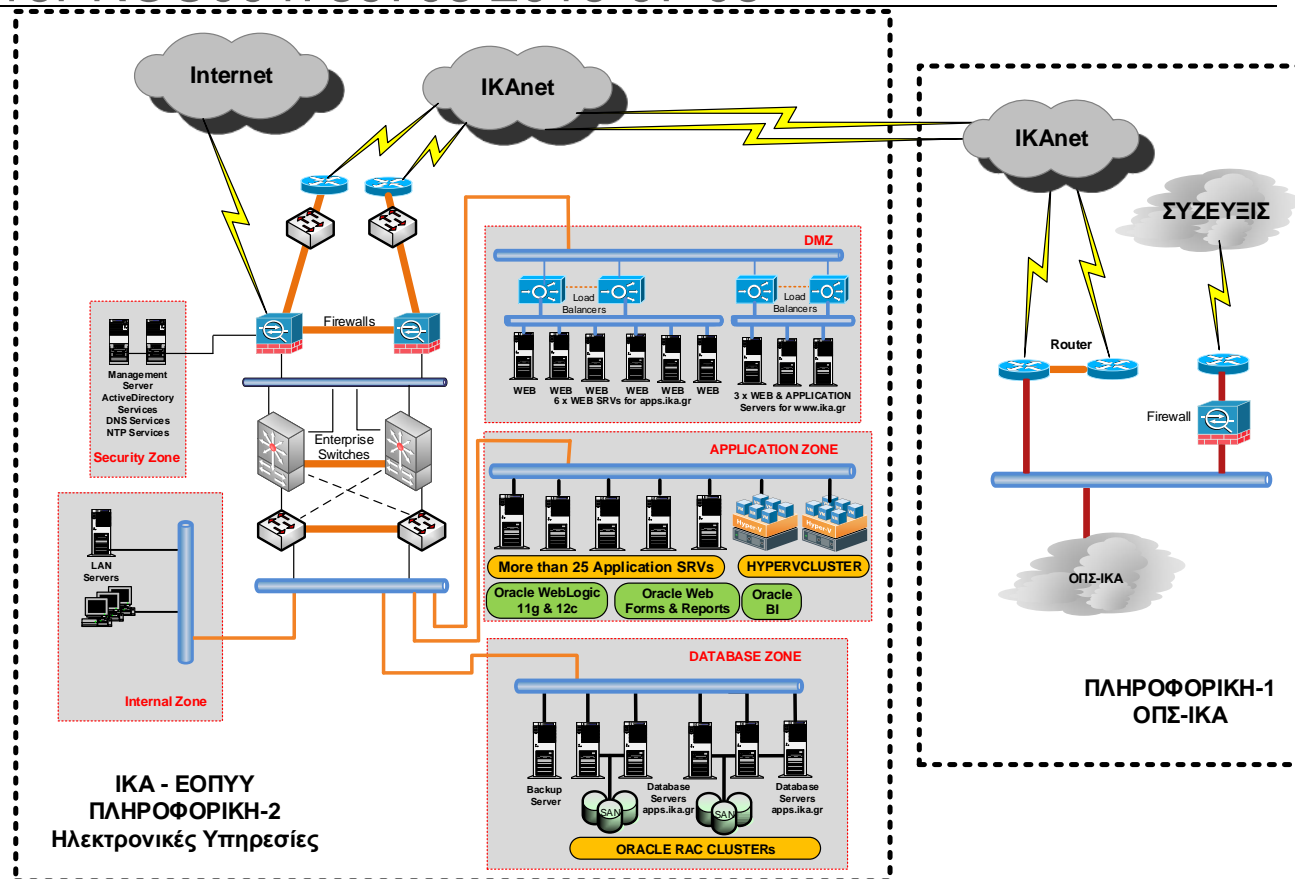 Internet
IKAnet
IKAnet
ΣΥΖΕΥΞΙΣ
DMZ
Load
Balancers
Load
Balancers
Firewalls
WEB
WEB
WEB
WEB
WEB
WEB
6 x WEB SRVs for apps.ika.gr
3 x WEB & APPLICATION
Servers for www.ika.gr
Management
Server
ActiveDirectory
Services
DNS Services
NTP Services
Security Zone
Enterprise
Switches
Router
Firewall
APPLICATION ZONE
Hyper-V
Hyper-V
More than 25 Application SRVs
HYPERVCLUSTER
Oracle WebLogic
11g & 12c
Oracle Web
Forms & Reports
Oracle
BI
LAN
Servers
Internal Zone
ΟΠΣ-ΙΚΑ
DATABASE ZONE
Backup
Server
Database
Servers
apps.ika.gr
Database
Servers
apps.ika.gr
SAN
SAN
ORACLE RAC CLUSTERs
ΙΚΑ - ΕΟΠΥΥ
ΠΛΗΡΟΦΟΡΙΚΗ-2
Ηλεκτρονικές Υπηρεσίες
ΠΛΗΡΟΦΟΡΙΚΗ-1
ΟΠΣ-ΙΚΑ